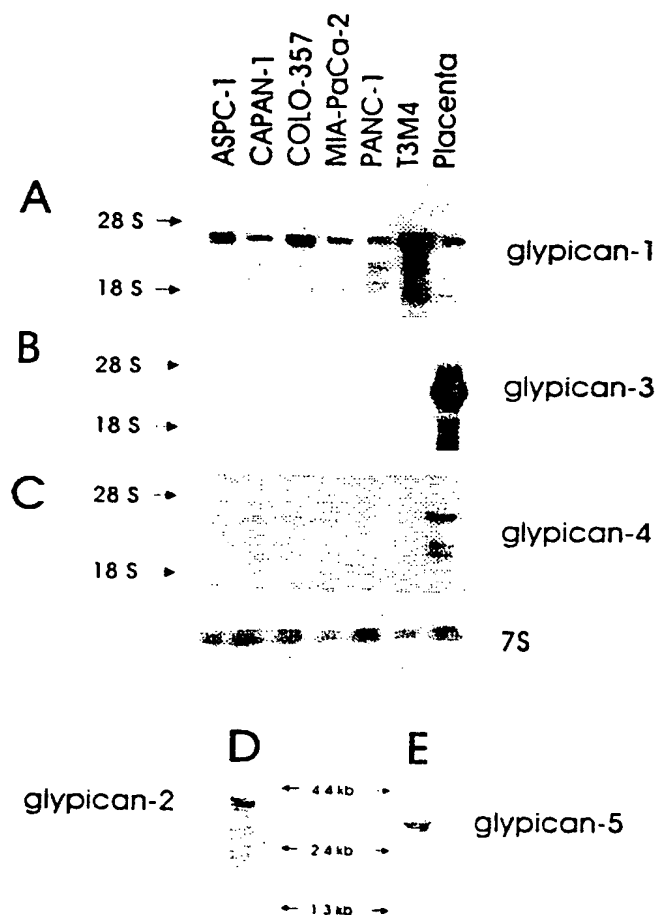 ASPC-1
CAPAN-1
COLO-357
MIA-PaCa-2
PANC-1
T3M4
Placenta
A
28 S
glypican-1
18 S
B
28 S
glypican-3
18 S
C
28 S
glypican-4
18 S
7S
D
E
4.4 kb
glypican-2
glypican-5
2.4 kb
1.3 kb